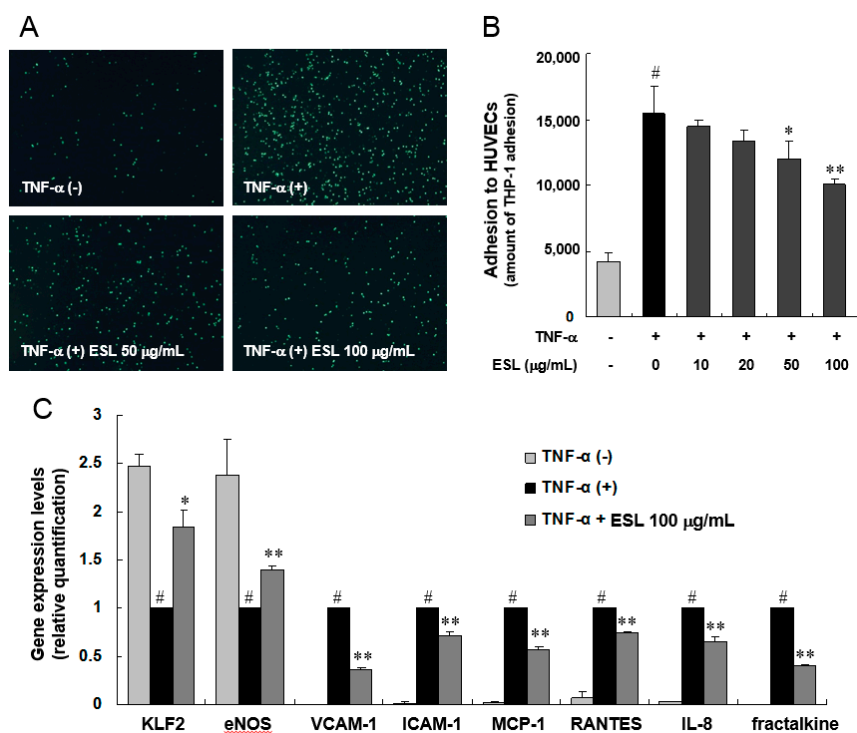 A
TNF-α (-)
TNF-α (+)
TNF-α (+) ESL 50 μg/mL
TNF-α (+) ESL 100 μg/mL
B
Adhesion to HUVECs
(amount of THP-1 adhesion)
20,000
15,000
10,000
5,000
0
#
*
**
TNF-α - + + + + +
ESL (μg/mL) - 0 10 20 50 100
C
Gene expression levels
(relative quantification)
3
2.5
2
1.5
1
0.5
0
TNF-α (-)
TNF-α (+)
TNF-α + ESL 100 μg/mL
# * # ** # ** # ** # ** # ** # ** # **
KLF2 eNOS VCAM-1 ICAM-1 MCP-1 RANTES IL-8 fractalkine